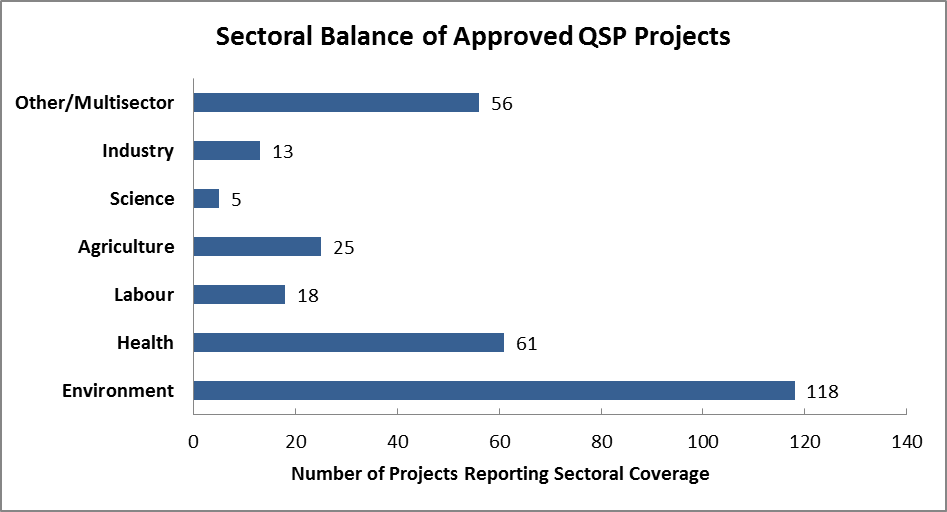 Sectoral Balance of Approved QSP Projects
Other/Multisector 56
Industry 13
Science 5
Agriculture 25
Labour 18
Health 61
Environment 118
0 20 40 60 80 100 120 140
Number of Projects Reporting Sectoral Coverage